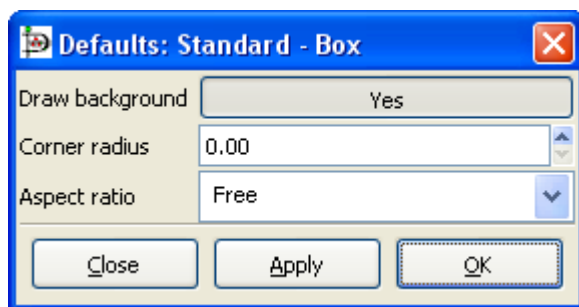 Defaults: Standard - Box
Draw background Yes
Corner radius 0.00
Aspect ratio Free
Close Apply OK